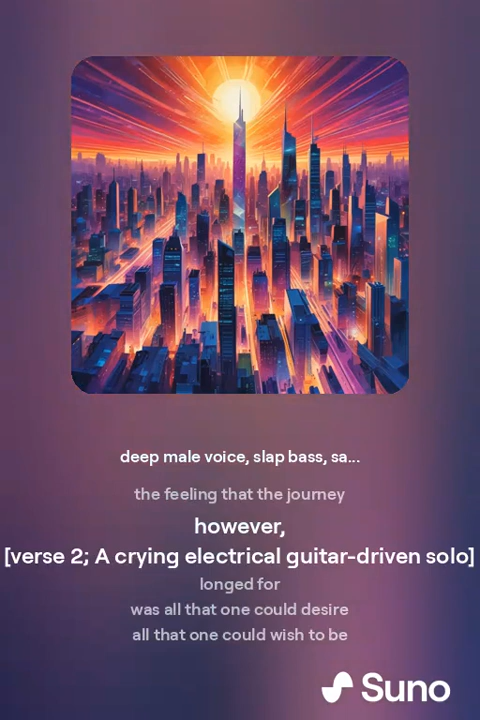 deep male voice, slap bass, sa...
the feeling that the journey
however,
[verse 2; A crying electrical guitar-driven solo]
longed for
was all that one could desire
all that one could wish to be
Suno